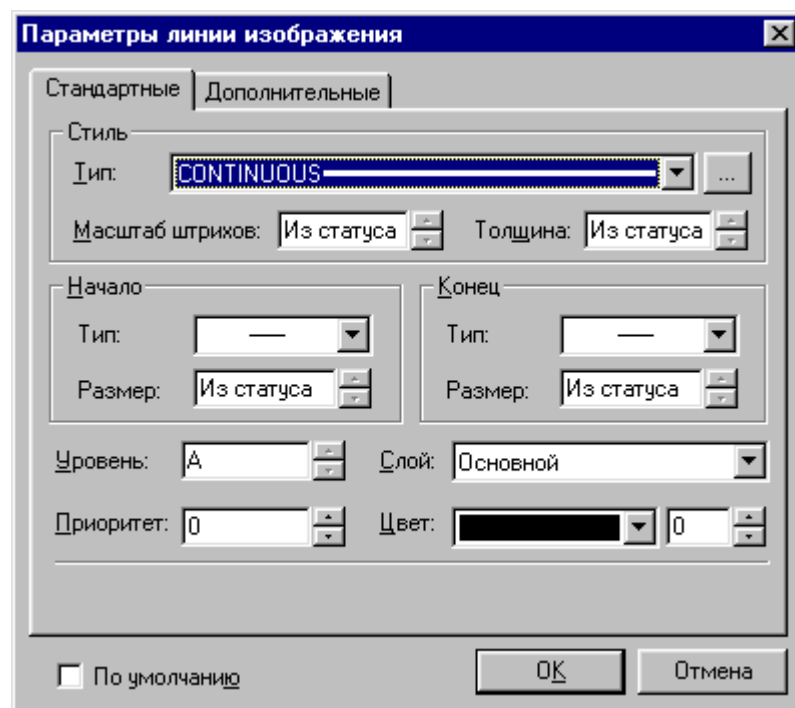 Параметры линии изображения
Стандартные Дополнительные
Стиль
Тип: CONTINUOUS ...
Масштаб штрихов: Из статуса Толщина: Из статуса
Начало Конец
Тип: Тип:
Размер: Из статуса Размер: Из статуса
Уровень: A Слой: Основной
Приоритет: 0 Цвет: 0
По умолчанию OK Отмена